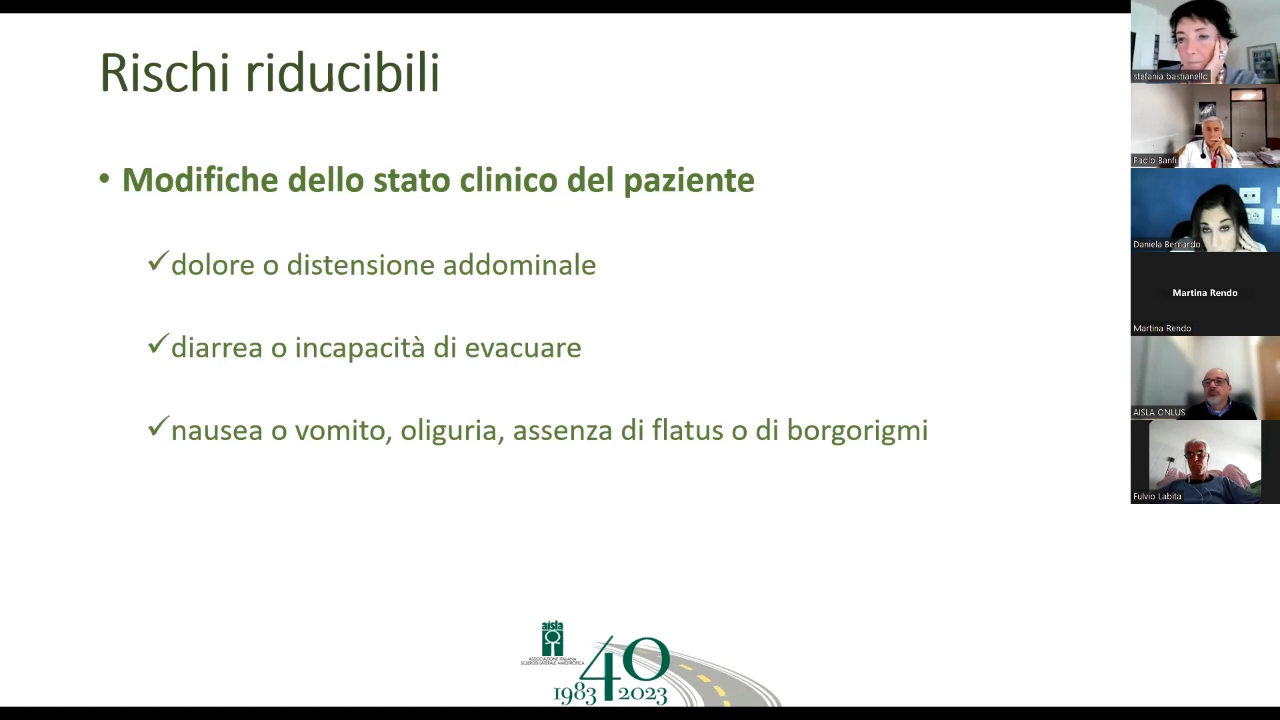 Rischi riducibili
• Modifiche dello stato clinico del paziente
✓dolore o distensione addominale
✓diarrea o incapacità di evacuare
✓nausea o vomito, oliguria, assenza di flatus o di borgorigmi
aisla
ASSOCIAZIONE ITALIANA
SCLEROSI LATERALE AMIOTROFICA
40
1983 2023
stefania bastianello
Paolo Banfi
Daniela Bernardo
Martina Rendo
Martina Rendo
AISLA ONLUS
Fulvio Labita